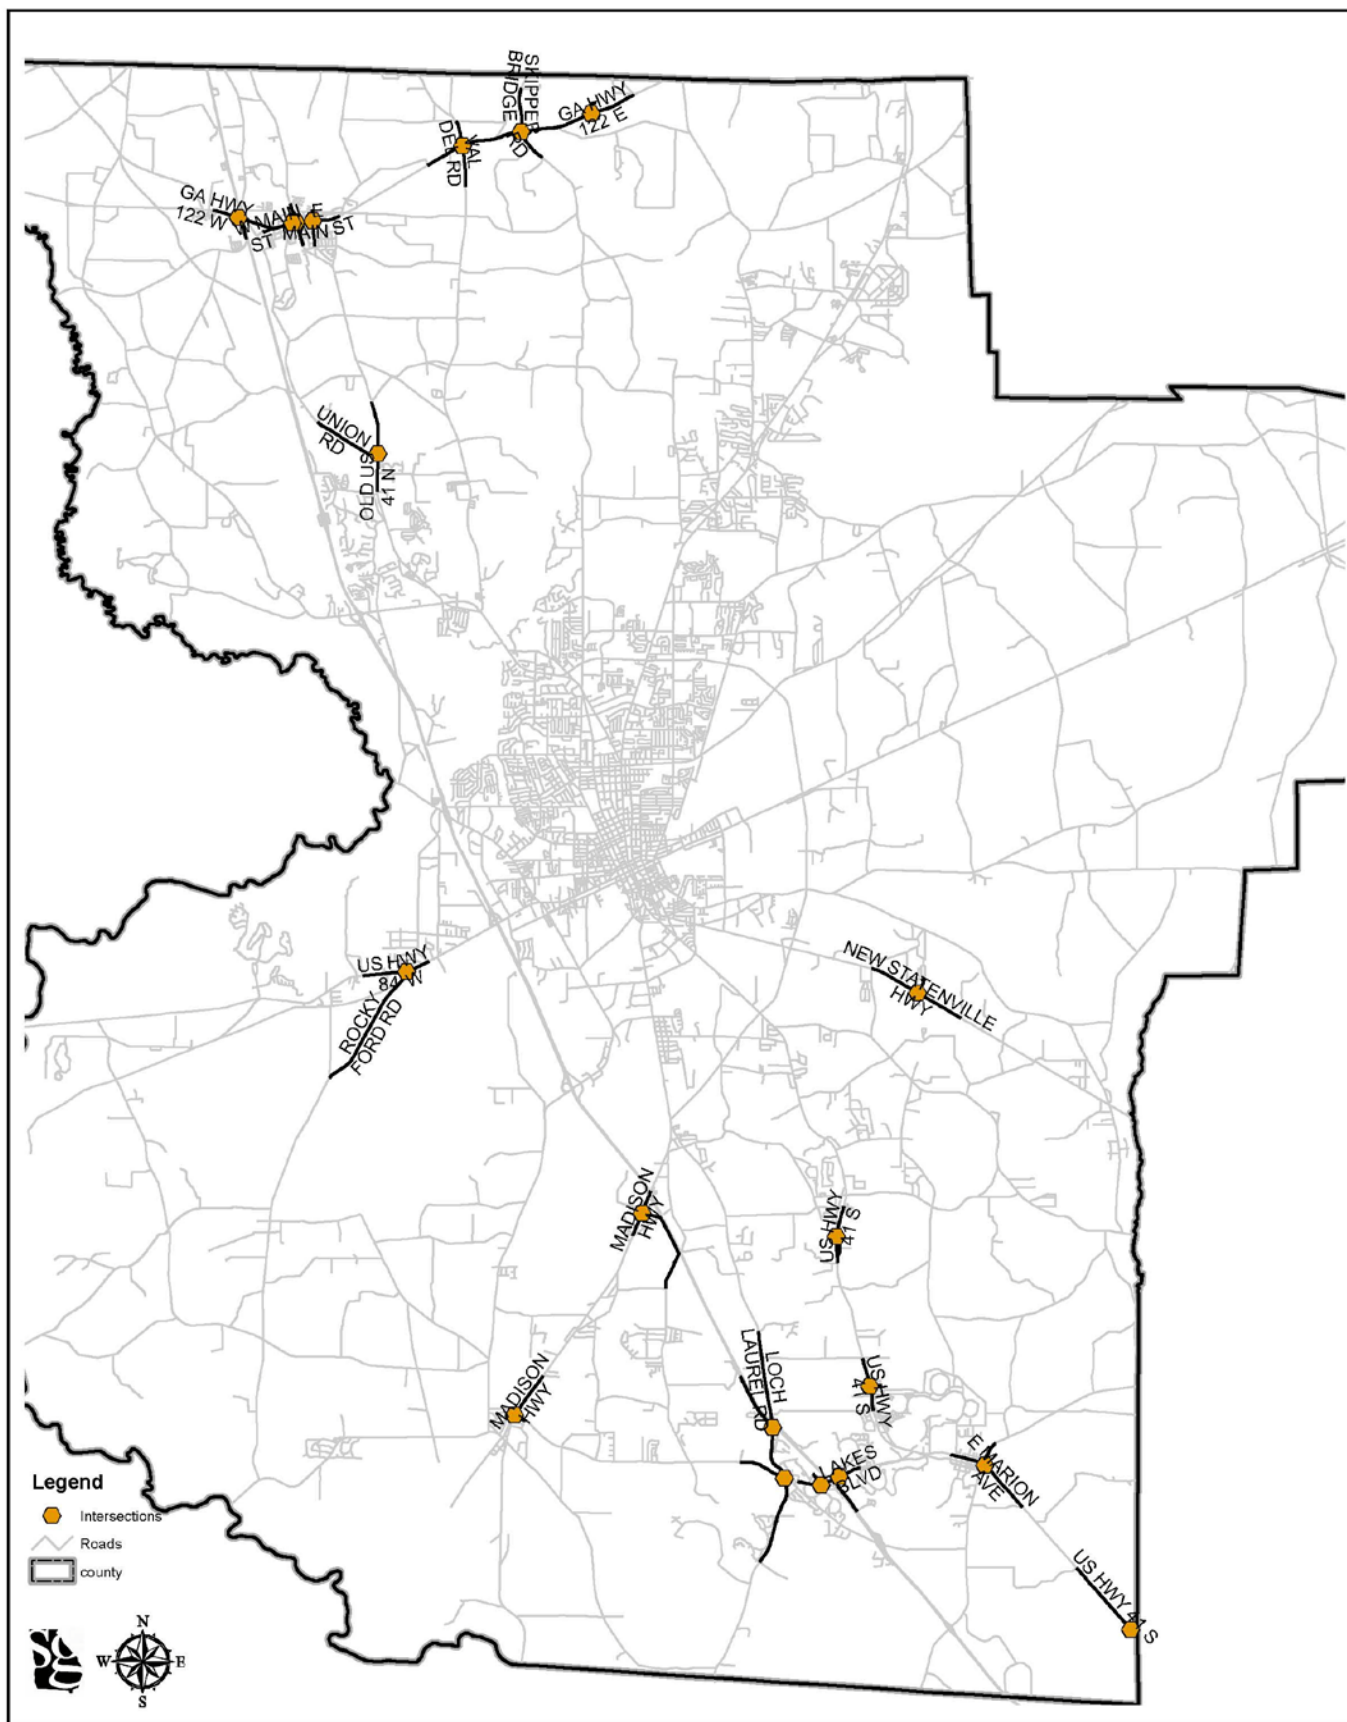 SKIPPER
BRIDGE RD
GA HWY
122 E
VAL
DEL RD
GA HWY
122 W
W MAIN
ST
E
MAIN ST
UNION
RD
OLD US
41 N
US HWY
84 W
ROCKY
FORD RD
NEW STATENVILLE
HWY
MADISON
HWY
US HWY
41 S
LOCH
LAUREL RD
US HWY
41 S
MADISON
HWY
LAKES
BLVD
E MARION
AVE
US HWY 41 S
Legend
Intersections
Roads
county
N
W
E
S